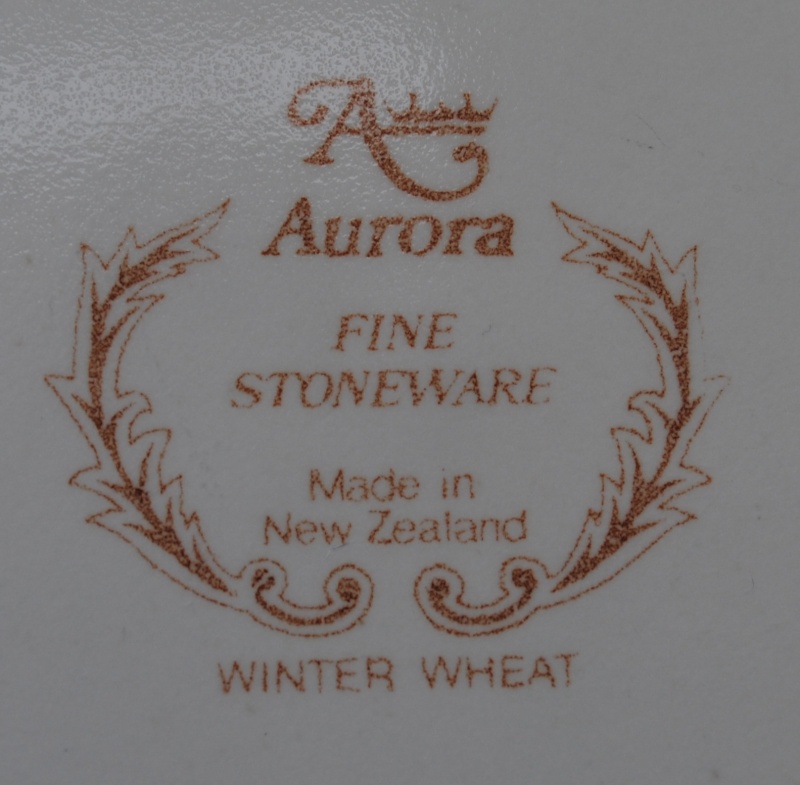 A
Aurora
FINE
STONEWARE
Made in
New Zealand
WINTER WHEAT